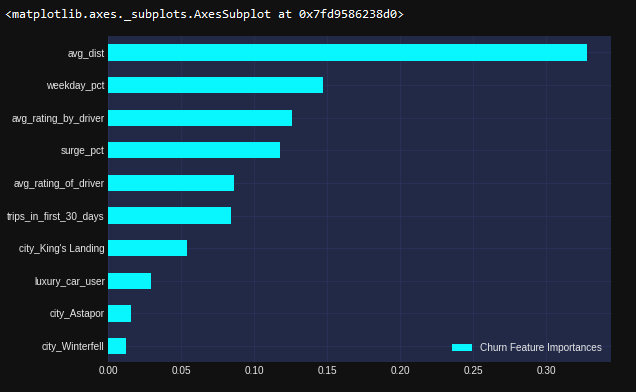 <matplotlib.axes._subplots.AxesSubplot at 0x7fd9586238d0>
avg_dist
weekday_pct
avg_rating_by_driver
surge_pct
avg_rating_of_driver
trips_in_first_30_days
city_King's Landing
luxury_car_user
city_Astapor
city_Winterfell
Churn Feature Importances
0.00 0.05 0.10 0.15 0.20 0.25 0.30